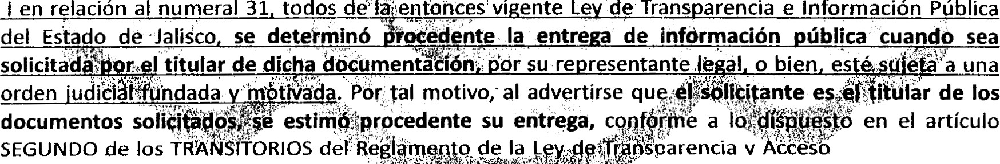 I en relación al numeral 31, todos de la entonces vigente Ley de Transparencia e Información Pública
del Estado de Jalisco, se determinó procedente la entrega de información pública cuando sea
solicitada por el titular de dicha documentación, por su representante legal, o bien, esté sujeta a una
orden judicial fundada y motivada. Por tal motivo, al advertirse que el solicitante es el titular de los
documentos solicitados, se estimó procedente su entrega, conforme a lo dispuesto en el artículo
SEGUNDO de los TRANSITORIOS del Reglamento de la Ley de Transparencia y Acceso